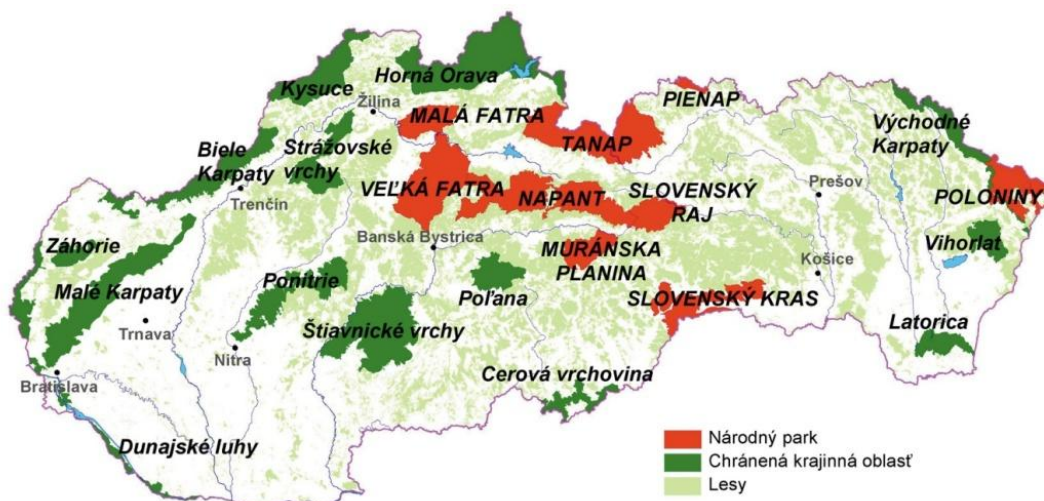 Horná Orava
Kysuce
Žilina
PIENAP
MALÁ FATRA
Východné
Karpaty
TANAP
Strážovské
vrchy
Biele
Karpaty
Trenčín
VEĽKÁ FATRA
NAPANT
SLOVENSKÝ
RAJ
Prešov
POLONINY
Banská Bystrica
Záhorie
MURÁNSKA
PLANINA
Vihorlat
Košice
Malé Karpaty
Ponitrie
Poľana
SLOVENSKÝ KRAS
Štiavnické vrchy
Latorica
Trnava
Nitra
Bratislava
Cerová vrchovina
Dunajské luhy
Národný park
Chránená krajinná oblasť
Lesy